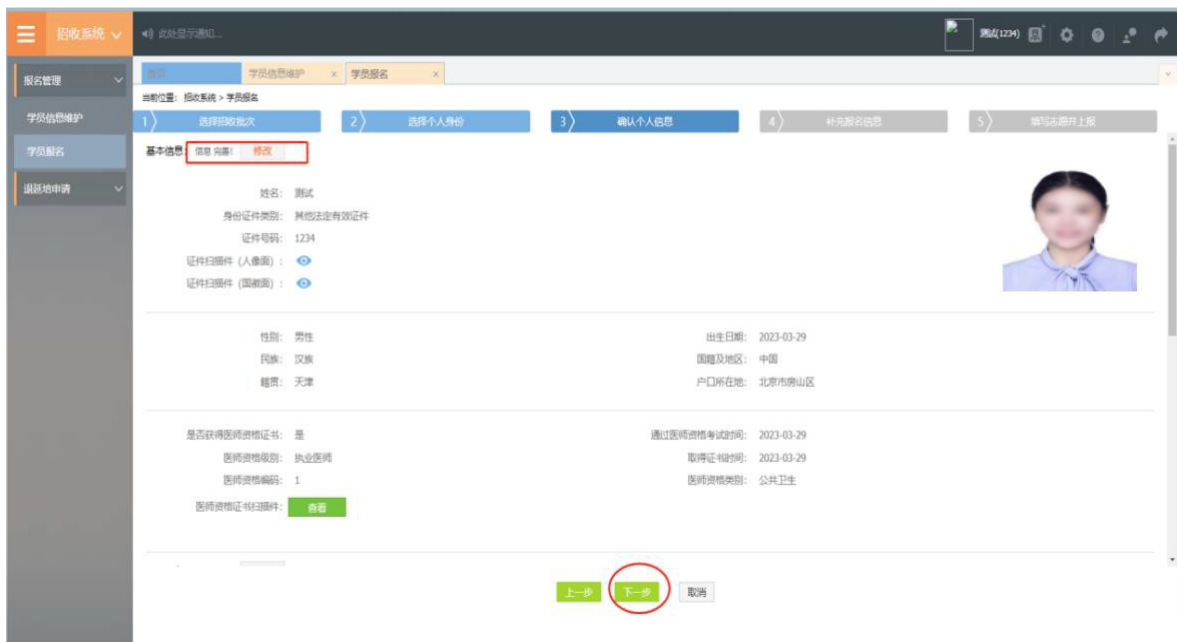 招收系统
此处显示通知...
测试(1234)
报名管理
学员信息维护
学员报名
退延培申请
首页
学员信息维护 ×
学员报名 ×
当前位置: 招收系统 > 学员报名
1 选择招收批次
2 选择个人身份
3 确认个人信息
4 补充报名信息
5 填写志愿并上报
基本信息: 信息 完善! 修改
姓名: 测试
身份证件类别: 其他法定有效证件
证件号码: 1234
证件扫描件 (人像面) :
证件扫描件 (国徽面) :
性别: 男性 出生日期: 2023-03-29
民族: 汉族 国籍及地区: 中国
籍贯: 天津 户口所在地: 北京市房山区
是否获得医师资格证书: 是 通过医师资格考试时间: 2023-03-29
医师资格级别: 执业医师 取得证书时间: 2023-03-29
医师资格编码: 1 医师资格类别: 公共卫生
医师资格证书扫描件: 查看
上一步 下一步 取消